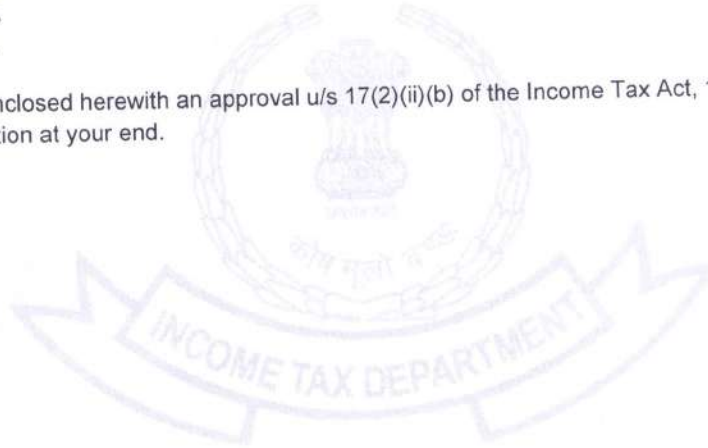 nclosed herewith an approval u/s 17(2)(ii)(b) of the Income Tax Act,
tion at your end.
कोष मूलो दण्डः
INCOME TAX DEPARTMENT